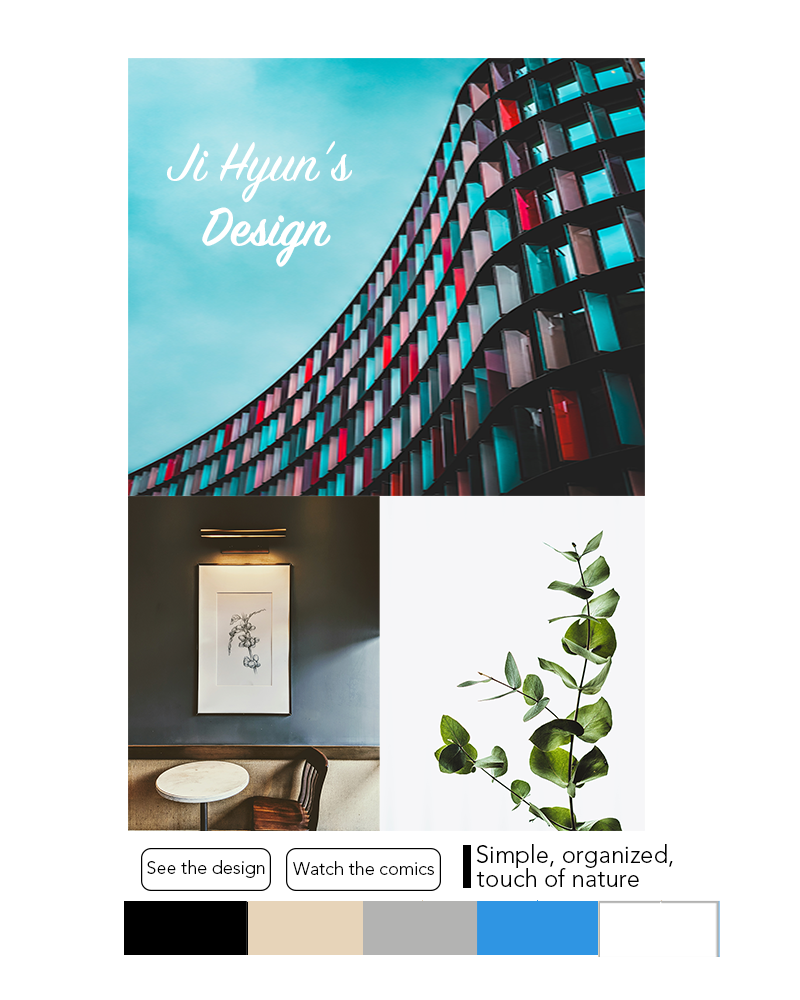 Ji Hyun's
Design
See the design
Watch the comics
Simple, organized,
touch of nature